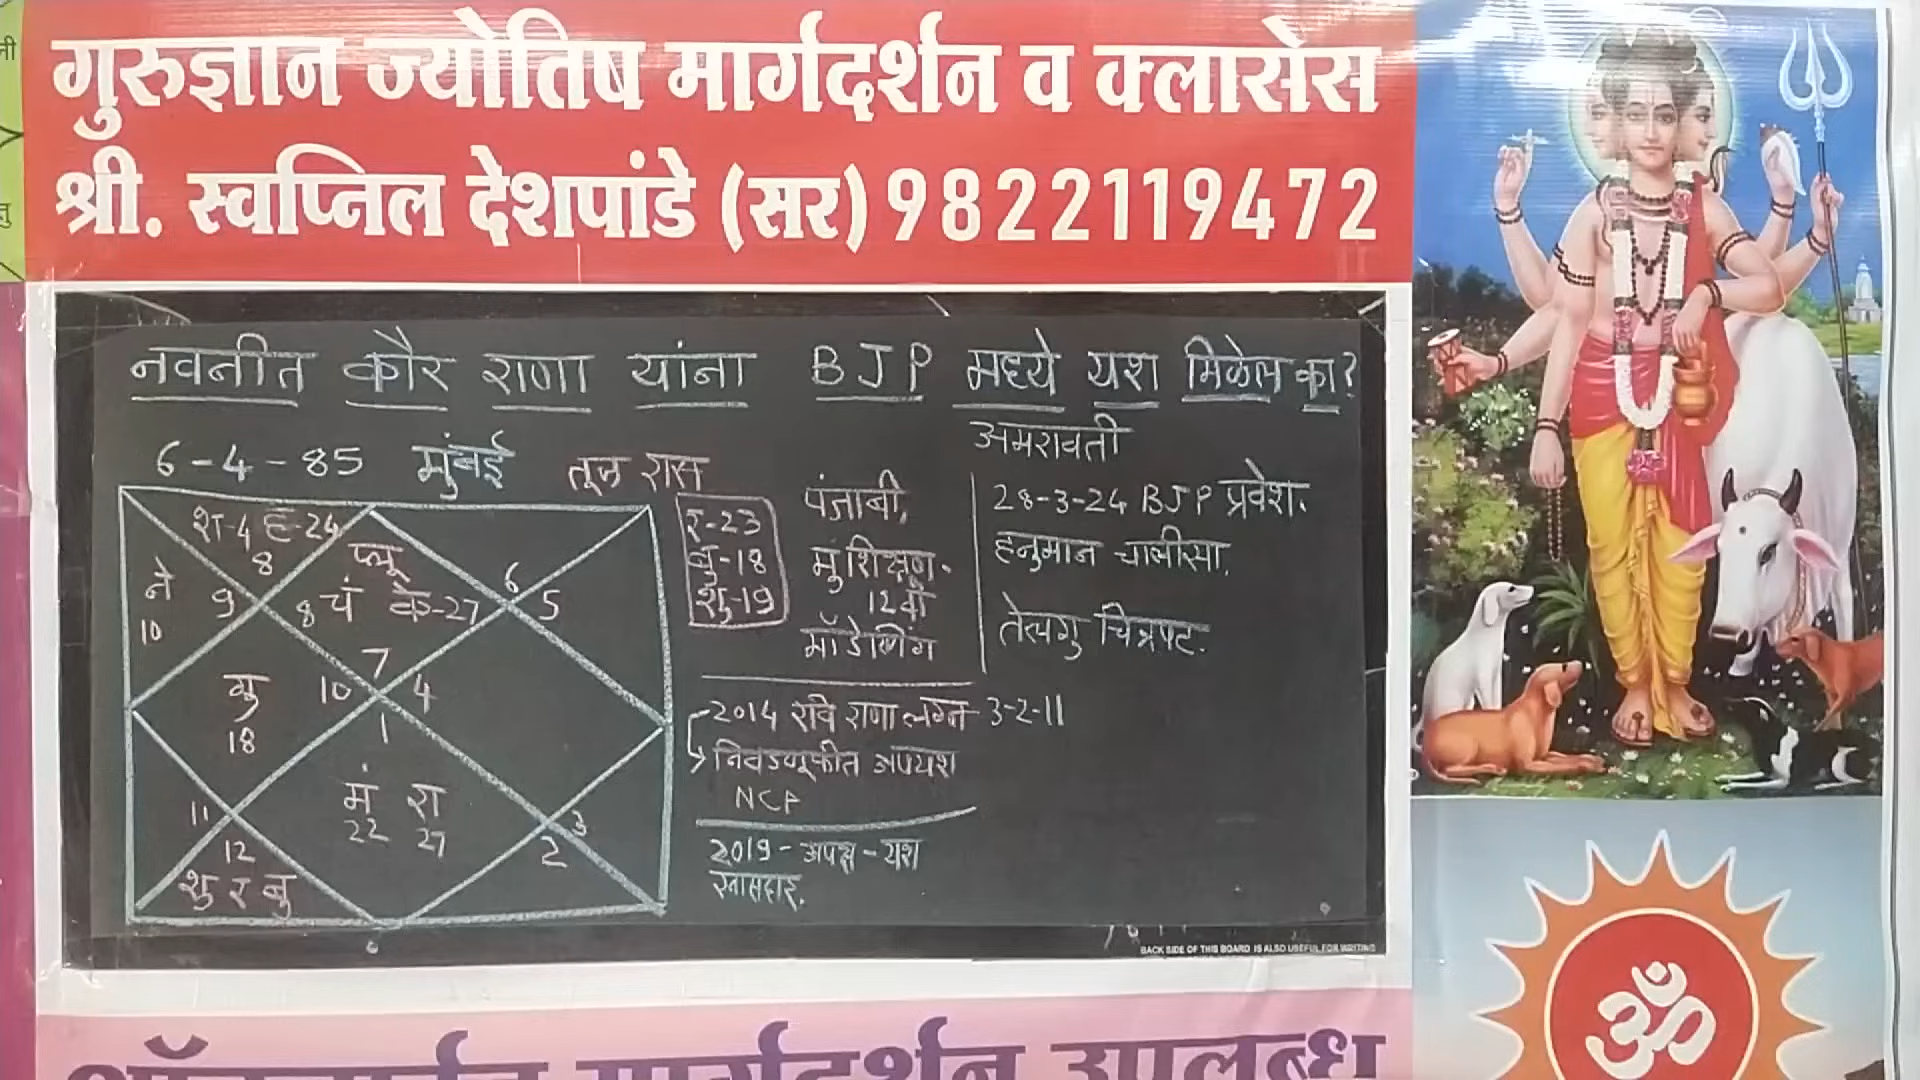 गुरुज्ञान ज्योतिष मार्गदर्शन व क्लासेस
श्री. स्वप्निल देशपांडे (सर) 9822119472
नवनीत कौर राणा यांना BJP मध्ये यश मिळेल का?
अमरावती
6-4-85 मुंबई तूळ रास
श-4 ह-24
8
प्लू
चं के-27
8
7
6
5
ने
9
10
गु
18
10
4
1
मं रा
22 27
11
12
शु र बु
3
2
र-23
बु-18
शु-19
पंजाबी.
मुं शिक्षण.
12वी
मॉडेलिंग
28-3-24 BJP प्रवेश.
हनुमान चालीसा.
तेलगु चित्रपट.
2014 रवि राणा लग्न 3-2-11
निवडणूकीत अपयश
NCP
2019-अपक्ष-यश
खासदार.
BACK SIDE OF THIS BOARD IS ALSO USEFUL FOR WRITING
मार्गदर्शन उपलब्ध
ॐ